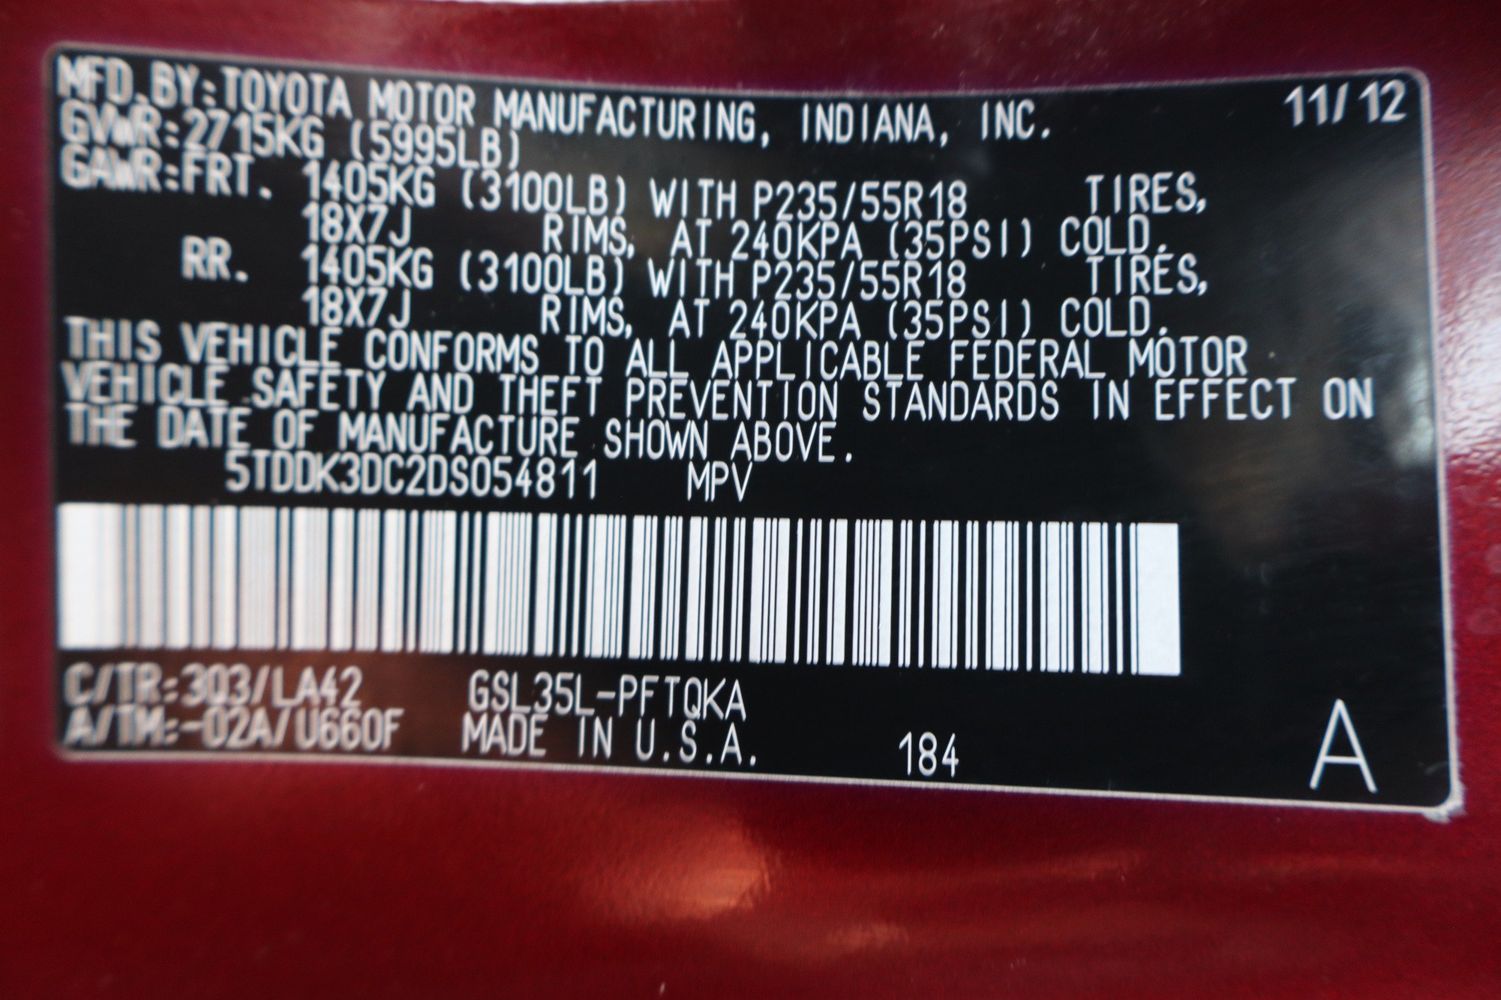 MFD.BY:TOYOTA MOTOR MANUFACTURING, INDIANA, INC. 11/12
GVWR:2715KG (5995LB)
GAWR:FRT. 1405KG (3100LB) WITH P235/55R18 TIRES,
18X7J RIMS, AT 240KPA (35PSI) COLD.
RR. 1405KG (3100LB) WITH P235/55R18 TIRES,
18X7J RIMS, AT 240KPA (35PSI) COLD.
THIS VEHICLE CONFORMS TO ALL APPLICABLE FEDERAL MOTOR
VEHICLE SAFETY AND THEFT PREVENTION STANDARDS IN EFFECT ON
THE DATE OF MANUFACTURE SHOWN ABOVE.
5TDDK3DC2DS054811 MPV
C/TR:3Q3/LA42 GSL35L-PFTQKA
A/TM:-02A/U660F MADE IN U.S.A. 184
A